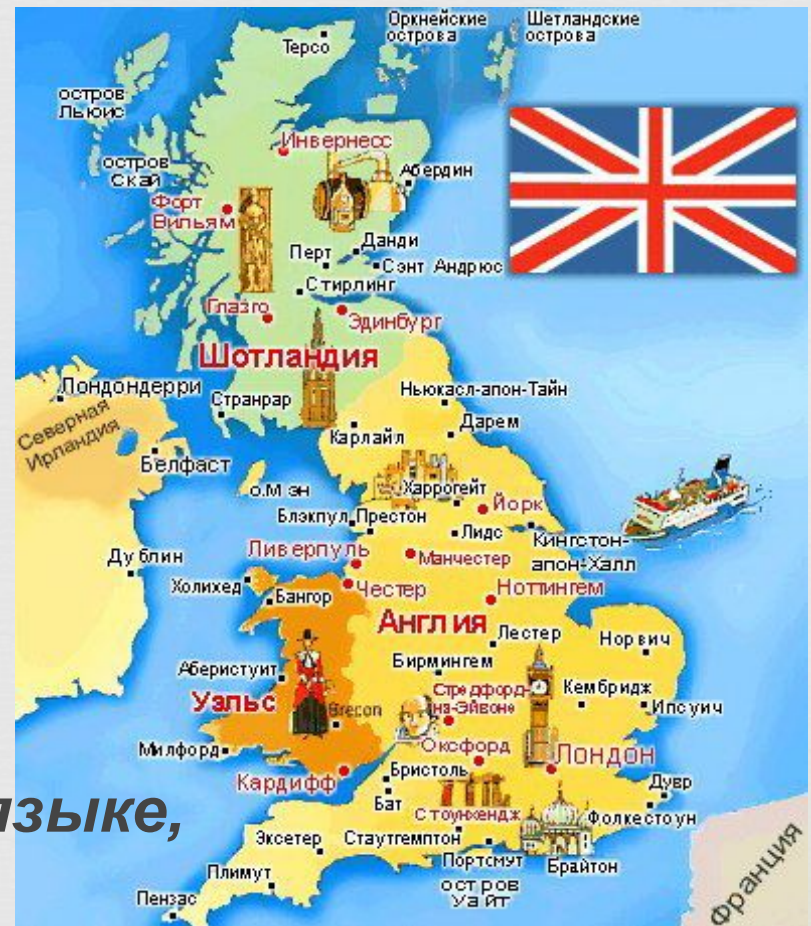 Оркнейские
острова
Шетландские
острова
Терсо
остров
Льюис
остров
Скай
Инвернесс
Абердин
Форт
Вильям
Перт
Данди
Сэнт Андрюс
Стирлинг
Глазго
Эдинбург
Шотландия
Лондондерри
Странрар
Ньюкасл-апон-Тайн
Северная
Ирландия
Карлайл
Дарем
Белфаст
о.Мэн
Харрогейт
Йорк
Блэкпул
Престон
Лидс
Кингстон-
апон-Халл
Дублин
Ливерпуль
Манчестер
Холихед
Бангор
Честер
Ноттингем
Англия
Лестер
Норвич
Аберистуит
Бирмингем
Уэльс
Brecon
Стредфорд-
на-Эйвоне
Кембридж
Ипсуич
Милфорд
Оксфорд
Лондон
Кардифф
Бристоль
Бат
Дувр
языке,
Стоунхендж
Фолкестоун
Эксетер
Стаутгемптон
Портсмут
Брайтон
Плимут
остров
Уайт
Пензас
Франция